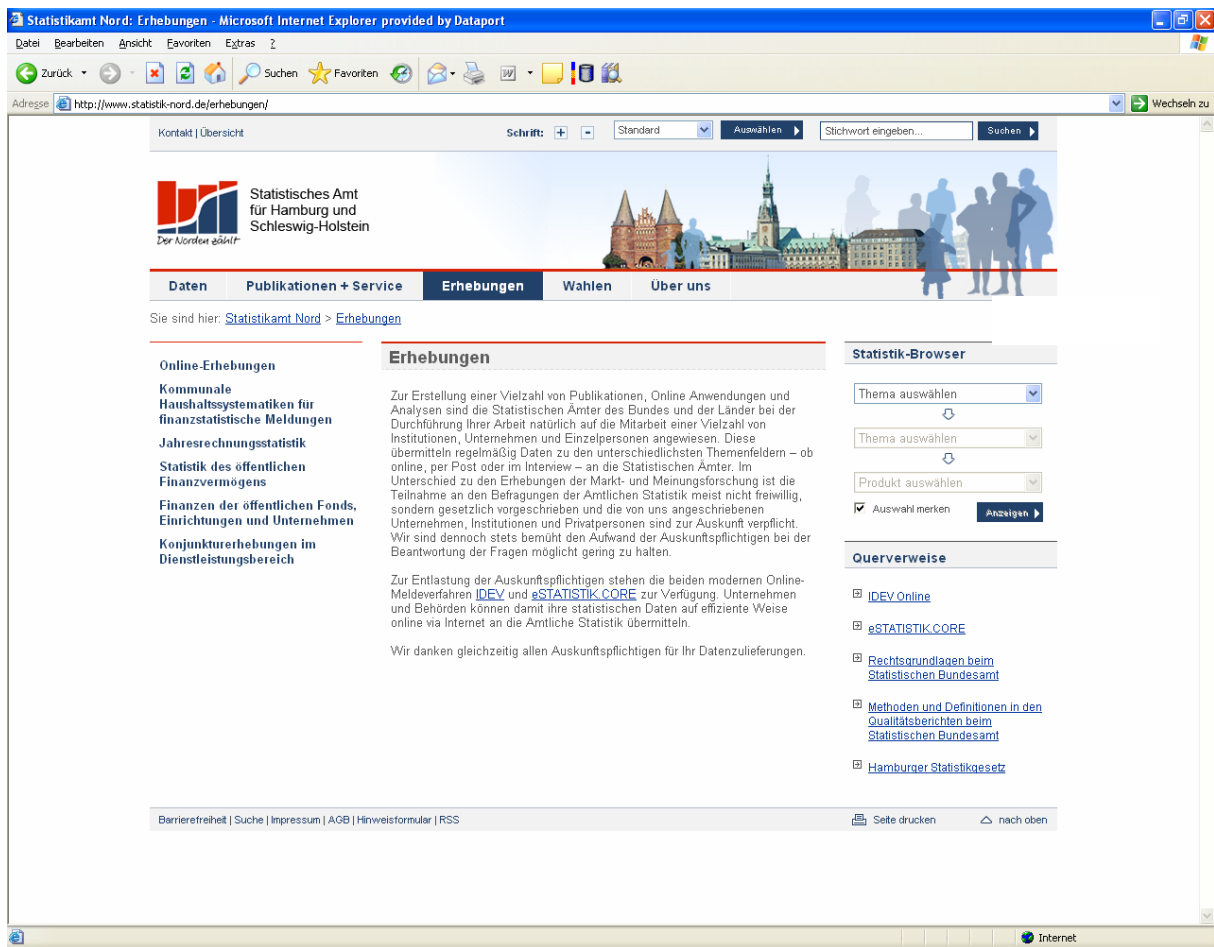 Statistikamt Nord: Erhebungen - Microsoft Internet Explorer provided by Dataport
Datei Bearbeiten Ansicht Favoriten Extras ?
Zurück Suchen Favoriten
Adresse http://www.statistik-nord.de/erhebungen/ Wechseln zu
Kontakt | Übersicht Schrift: + - Standard Auswählen Stichwort eingeben... Suchen
Statistisches Amt
für Hamburg und
Schleswig-Holstein
Der Norden zählt
Daten Publikationen + Service Erhebungen Wahlen Über uns
Sie sind hier: Statistikamt Nord > Erhebungen
Online-Erhebungen
Kommunale
Haushaltssystematiken für
finanzstatistische Meldungen
Jahresrechnungsstatistik
Statistik des öffentlichen
Finanzvermögens
Finanzen der öffentlichen Fonds,
Einrichtungen und Unternehmen
Konjunkturerhebungen im
Dienstleistungsbereich
Erhebungen
Zur Erstellung einer Vielzahl von Publikationen, Online Anwendungen und
Analysen sind die Statistischen Ämter des Bundes und der Länder bei der
Durchführung Ihrer Arbeit natürlich auf die Mitarbeit einer Vielzahl von
Institutionen, Unternehmen und Einzelpersonen angewiesen. Diese
übermitteln regelmäßig Daten zu den unterschiedlichsten Themenfeldern – ob
online, per Post oder im Interview – an die Statistischen Ämter. Im
Unterschied zu den Erhebungen der Markt- und Meinungsforschung ist die
Teilnahme an den Befragungen der Amtlichen Statistik meist nicht freiwillig,
sondern gesetzlich vorgeschrieben und die von uns angeschriebenen
Unternehmen, Institutionen und Privatpersonen sind zur Auskunft verpflicht.
Wir sind dennoch stets bemüht den Aufwand der Auskunftspflichtigen bei der
Beantwortung der Fragen möglicht gering zu halten.
Zur Entlastung der Auskunftspflichtigen stehen die beiden modernen Online-
Meldeverfahren IDEV und eSTATISTIK.CORE zur Verfügung. Unternehmen
und Behörden können damit ihre statistischen Daten auf effiziente Weise
online via Internet an die Amtliche Statistik übermitteln.
Wir danken gleichzeitig allen Auskunftspflichtigen für Ihr Datenzulieferungen.
Statistik-Browser
Thema auswählen
Thema auswählen
Produkt auswählen
Auswahl merken Anzeigen
Querverweise
IDEV Online
eSTATISTIK.CORE
Rechtsgrundlagen beim
Statistischen Bundesamt
Methoden und Definitionen in den
Qualitätsberichten beim
Statistischen Bundesamt
Hamburger Statistikgesetz
Barrierefreiheit | Suche | Impressum | AGB | Hinweisformular | RSS Seite drucken nach oben
Internet